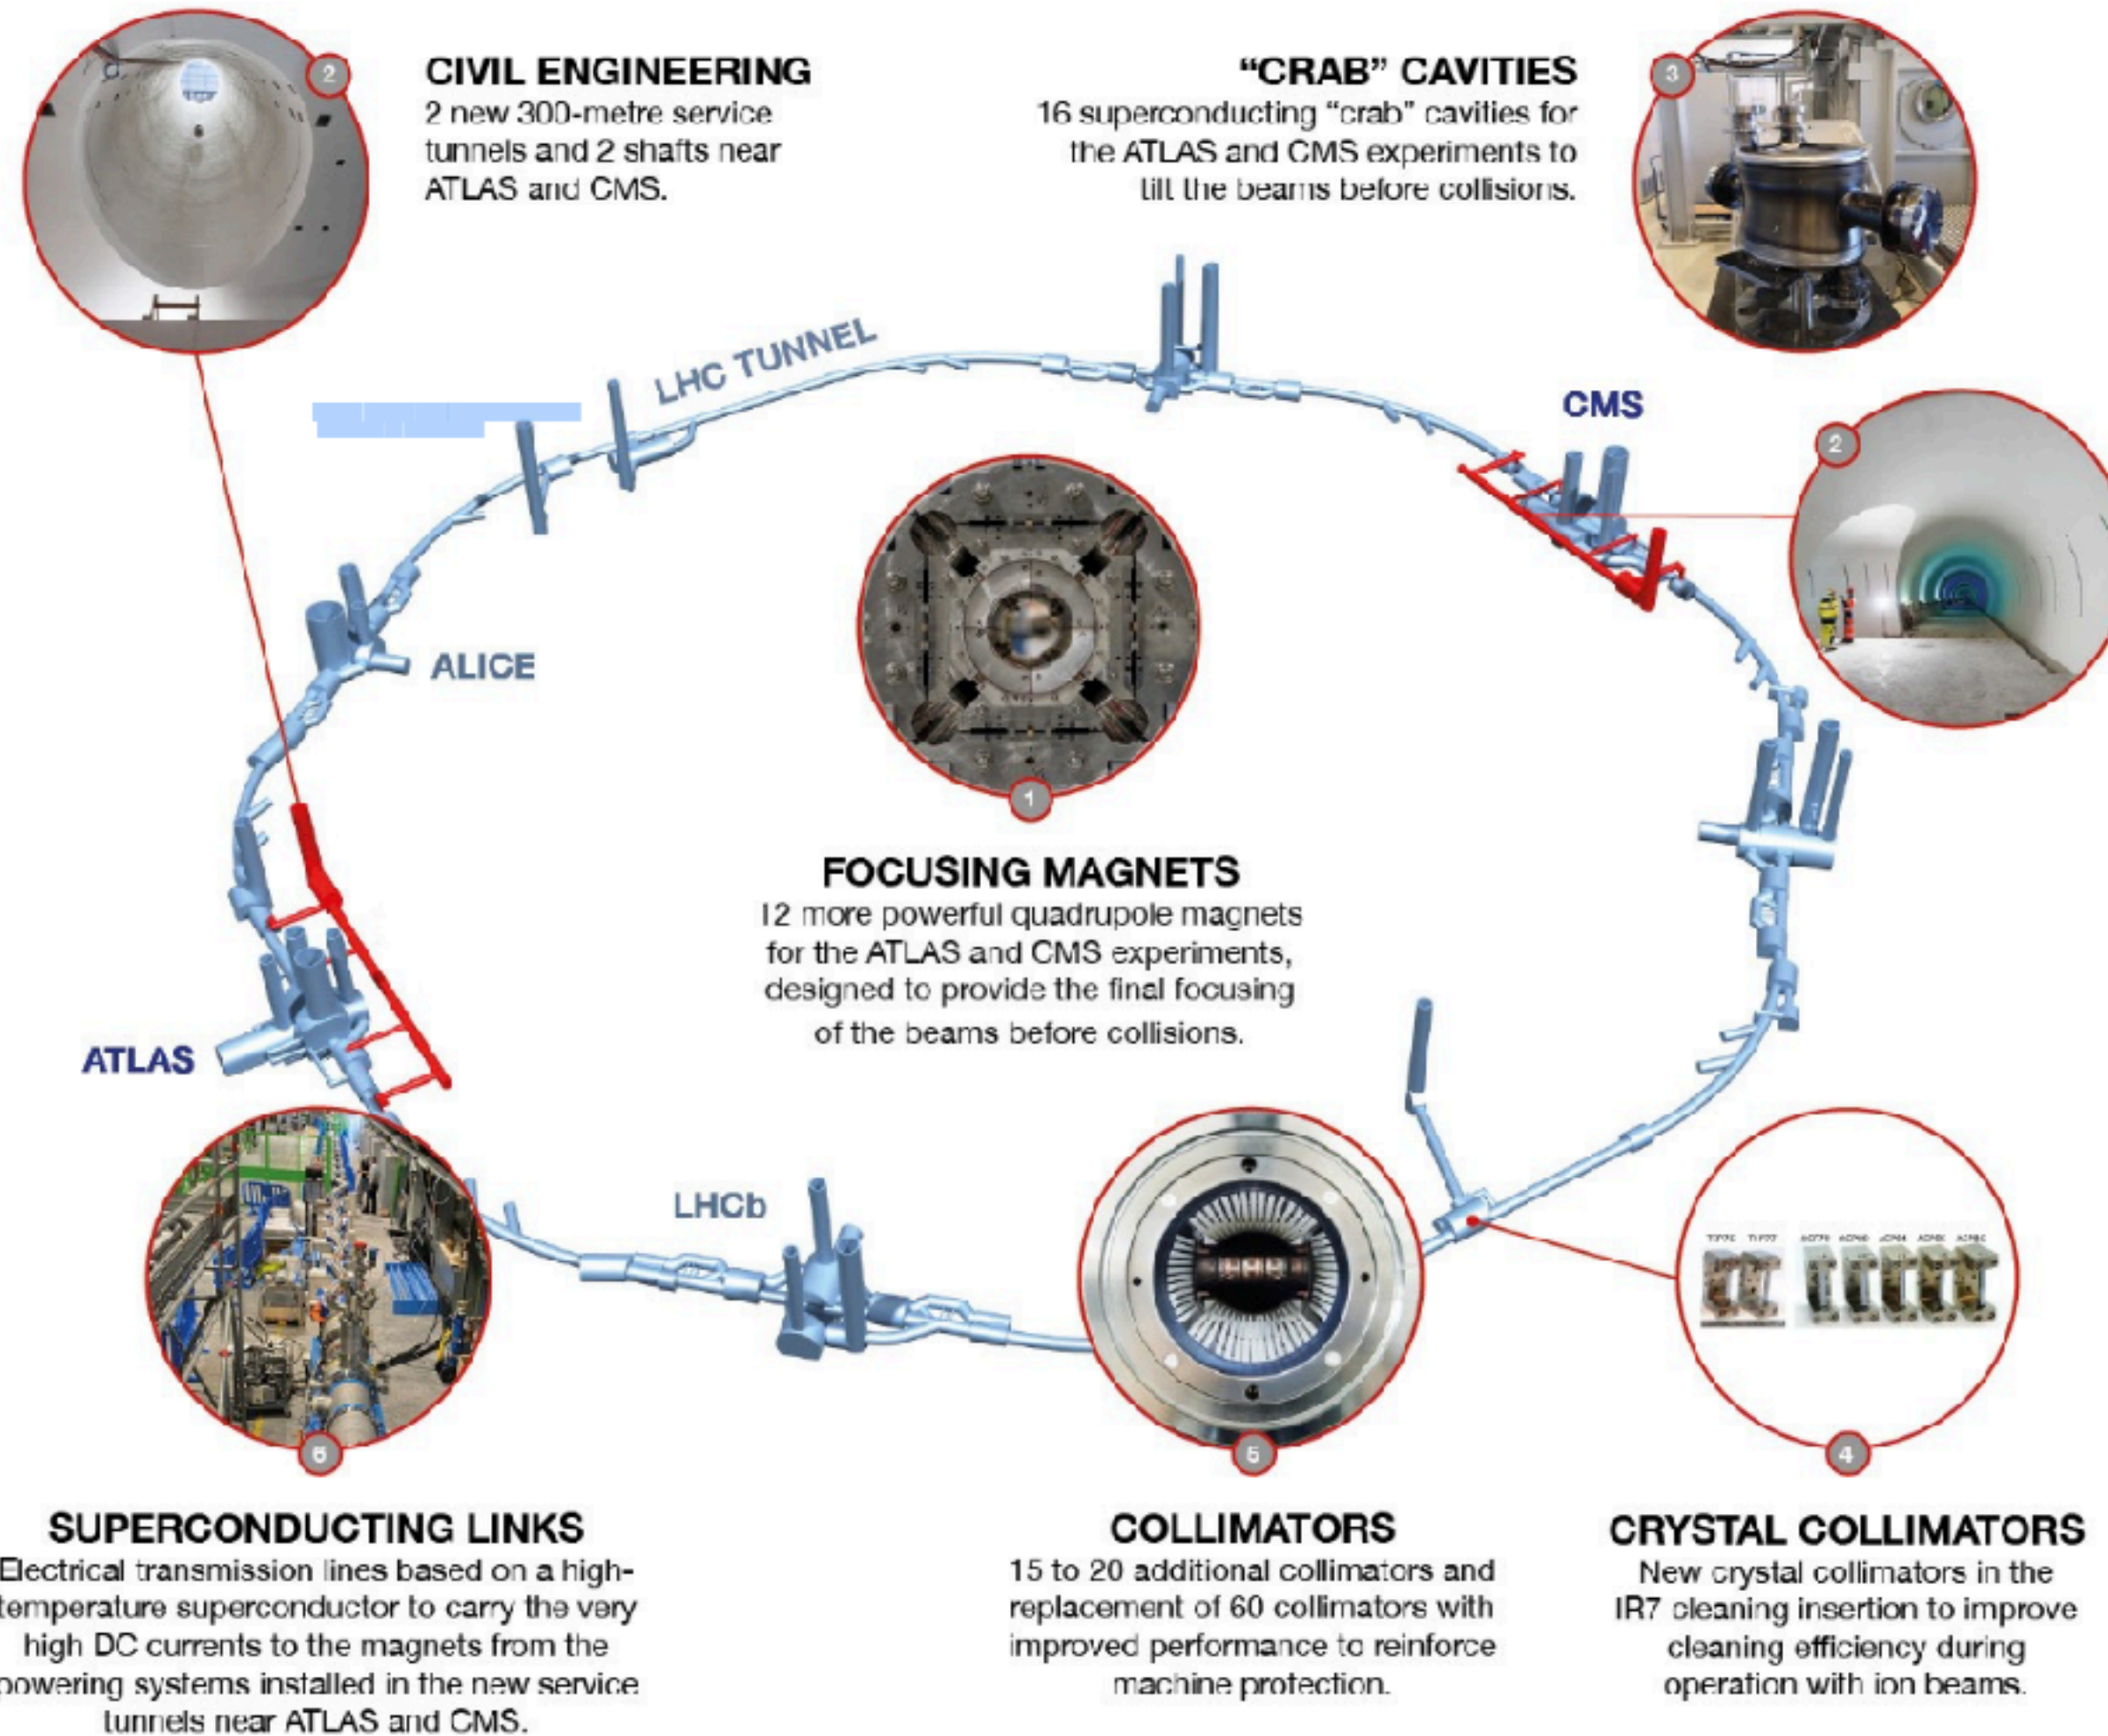 2
CIVIL ENGINEERING
2 new 300-metre service
tunnels and 2 shafts near
ATLAS and CMS.
"CRAB" CAVITIES
16 superconducting "crab" cavities for
the ATLAS and CMS experiments to
tilt the beams before collisions.
3
LHC TUNNEL
CMS
2
ALICE
1
FOCUSING MAGNETS
12 more powerful quadrupole magnets
for the ATLAS and CMS experiments,
designed to provide the final focusing
of the beams before collisions.
ATLAS
LHCb
6
5
4
SUPERCONDUCTING LINKS
Electrical transmission lines based on a high-
temperature superconductor to carry the very
high DC currents to the magnets from the
powering systems installed in the new service
tunnels near ATLAS and CMS.
COLLIMATORS
15 to 20 additional collimators and
replacement of 60 collimators with
improved performance to reinforce
machine protection.
CRYSTAL COLLIMATORS
New crystal collimators in the
IR7 cleaning insertion to improve
cleaning efficiency during
operation with ion beams.